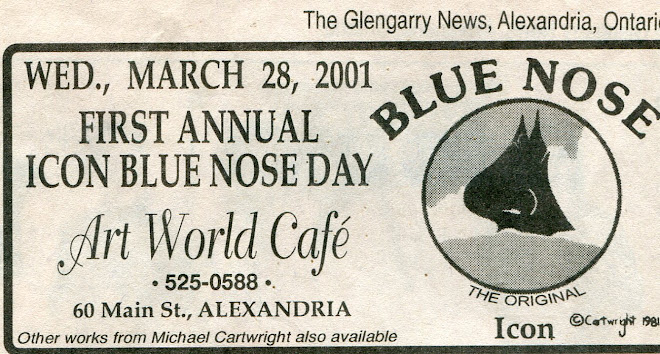 The Glengarry News, Alexandria, Ontario
WED., MARCH 28, 2001
FIRST ANNUAL
ICON BLUE NOSE DAY
Art World Café
• 525-0588 •
60 Main St., ALEXANDRIA
Other works from Michael Cartwright also available
BLUE NOSE
THE ORIGINAL
Icon ©Cartwright 1981